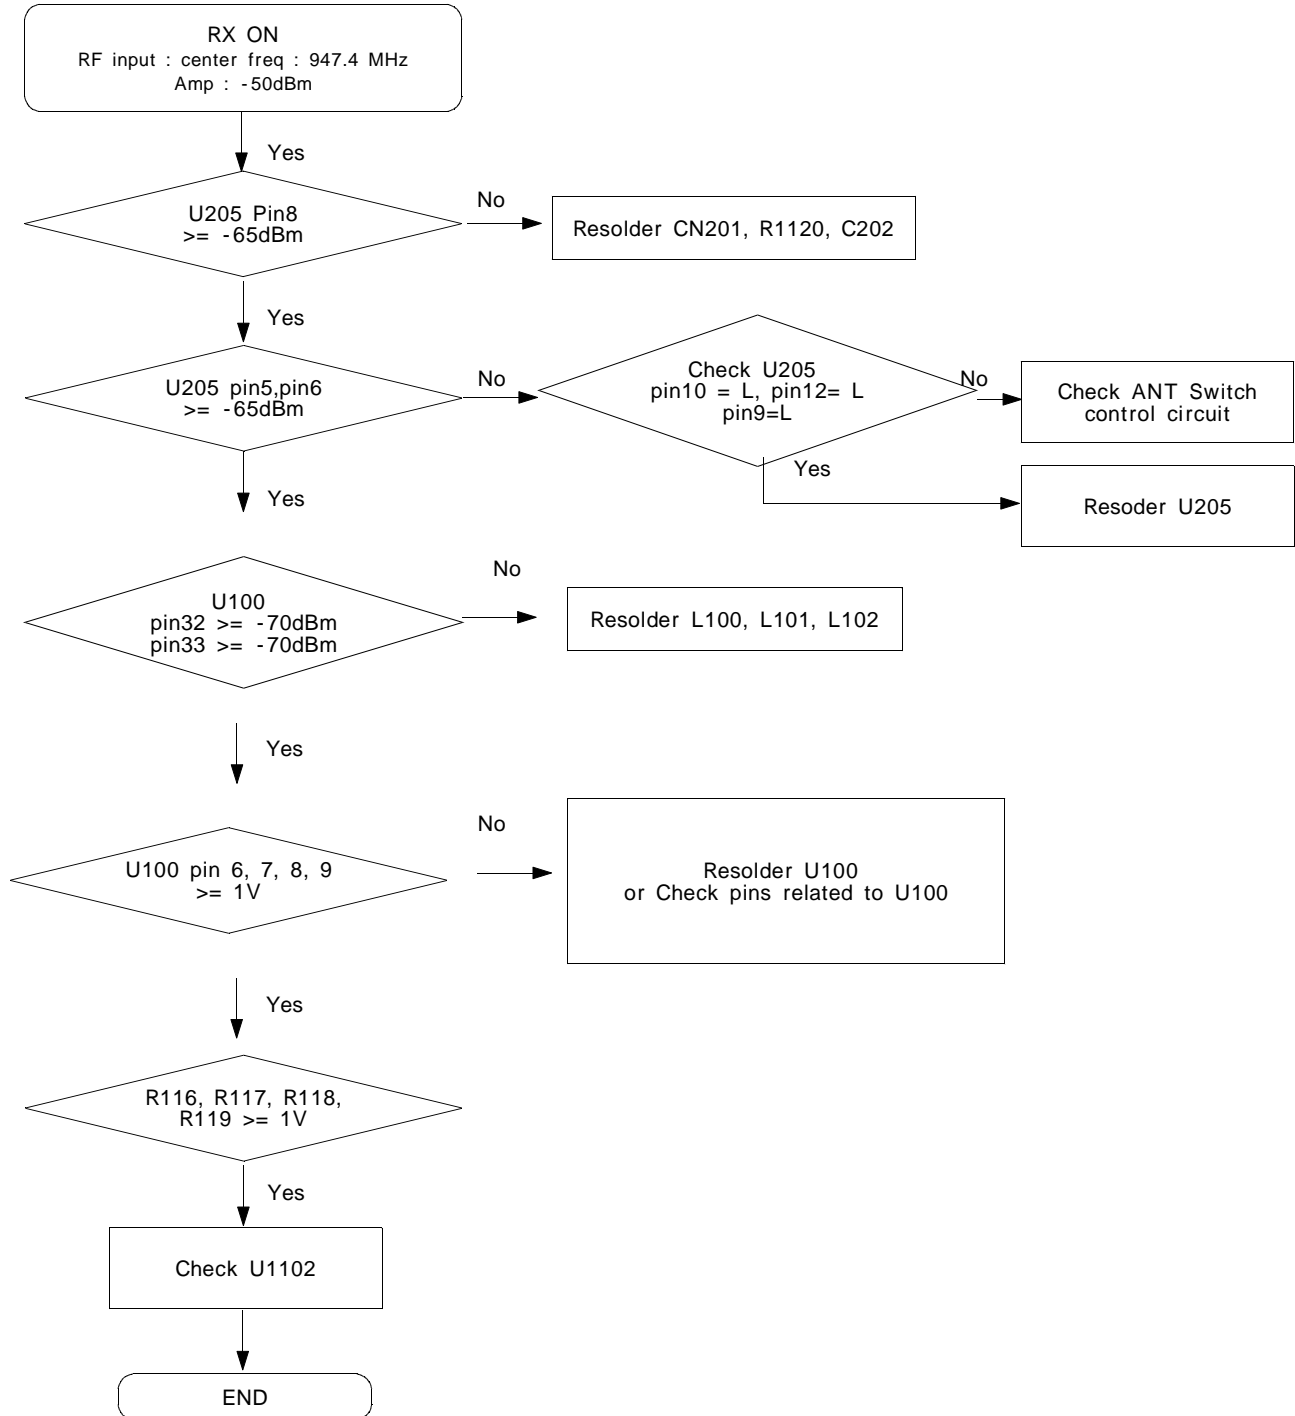 RX ON
RF input : center freq : 947.4 MHz
Amp : -50dBm
Yes
U205 Pin8
>= -65dBm
No
Resolder CN201, R1120, C202
Yes
U205 pin5,pin6
>= -65dBm
No
Check U205
pin10 = L, pin12= L
pin9=L
No
Check ANT Switch
control circuit
Yes
Resoder U205
Yes
U100
pin32 >= -70dBm
pin33 >= -70dBm
No
Resolder L100, L101, L102
Yes
U100 pin 6, 7, 8, 9
>= 1V
No
Resolder U100
or Check pins related to U100
Yes
R116, R117, R118,
R119 >= 1V
Yes
Check U1102
END